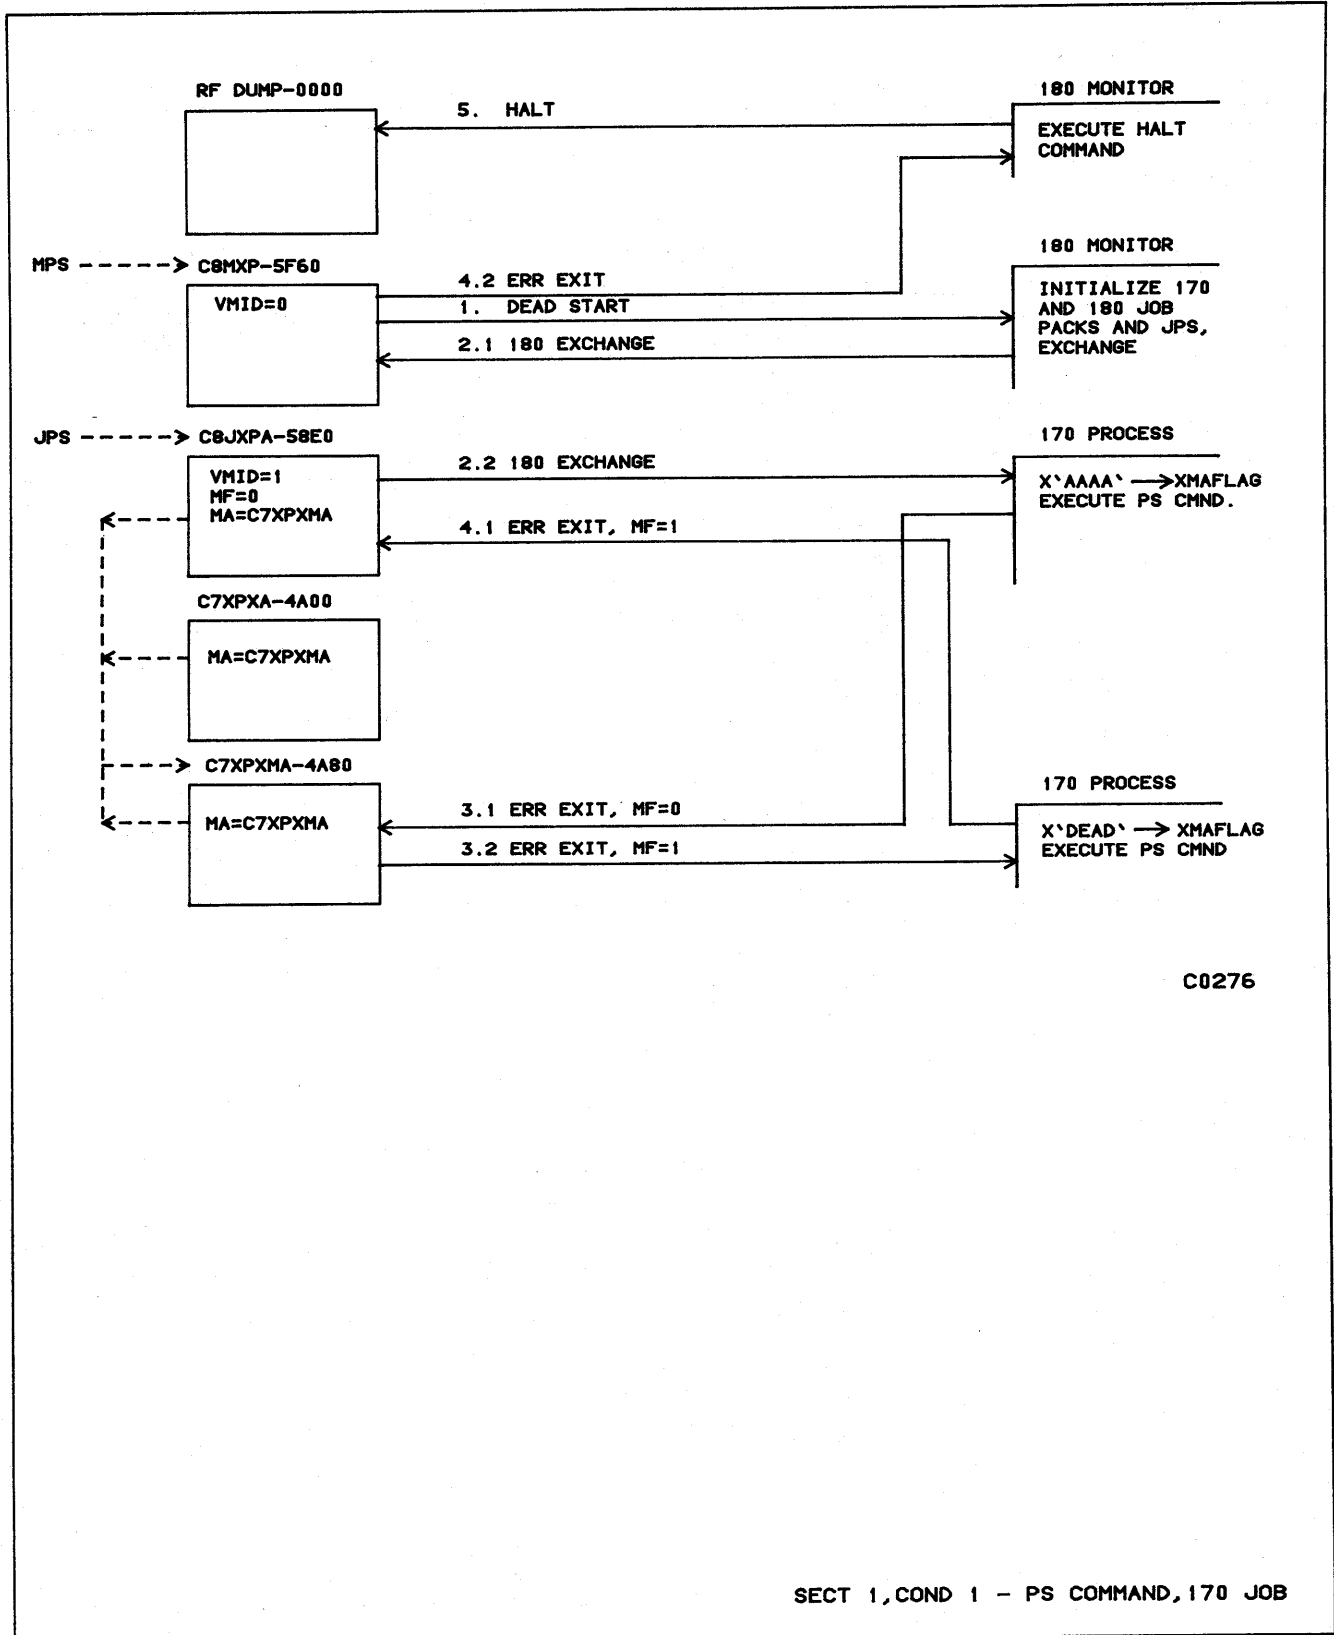 RF DUMP-0000
180 MONITOR
5. HALT
EXECUTE HALT
COMMAND
MPS
C8MXP-5F60
180 MONITOR
VMID=0
4.2 ERR EXIT
1. DEAD START
2.1 180 EXCHANGE
INITIALIZE 170
AND 180 JOB
PACKS AND JPS,
EXCHANGE
JPS
C8JXPA-58E0
170 PROCESS
VMID=1
MF=0
MA=C7XPXMA
2.2 180 EXCHANGE
X`AAAA` →XMAFLAG
EXECUTE PS CMND.
4.1 ERR EXIT, MF=1
C7XPXA-4A00
MA=C7XPXMA
C7XPXMA-4A80
170 PROCESS
MA=C7XPXMA
3.1 ERR EXIT, MF=0
X`DEAD` → XMAFLAG
EXECUTE PS CMND
3.2 ERR EXIT, MF=1
C0276
SECT 1,COND 1 - PS COMMAND,170 JOB